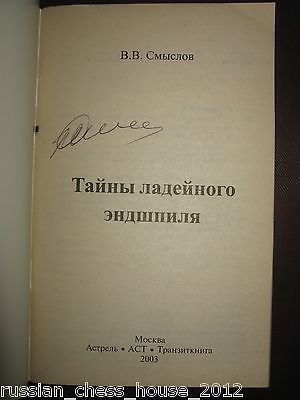 В.В. Смыслов
Тайны ладейного
эндшпиля
Москва
Астрель • АСТ • Транзиткнига
2003
russian_chess_house_2012